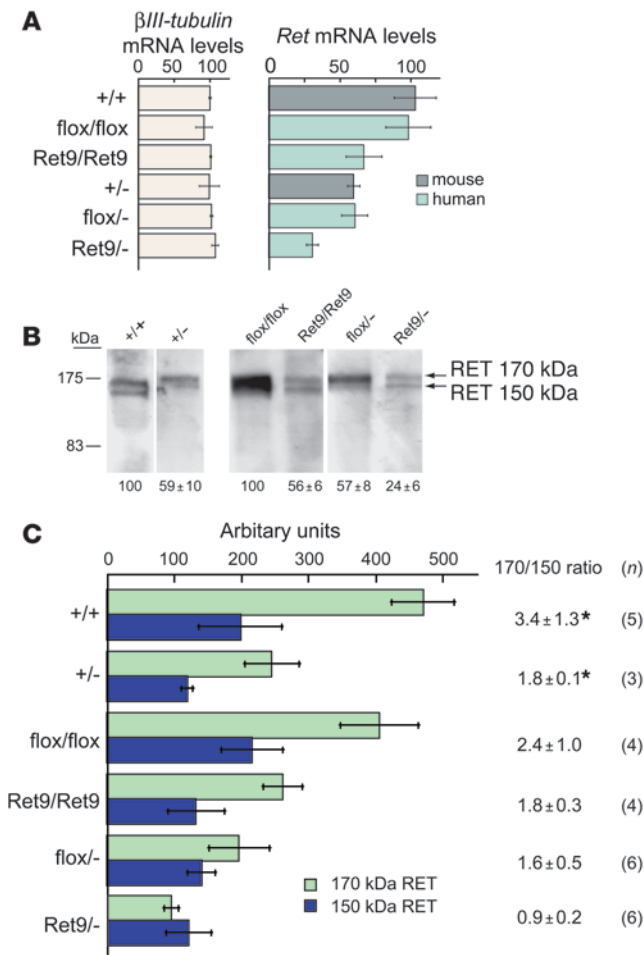 A
βIII-tubulin
mRNA levels
Ret mRNA levels
0 100
0 50 100
+/+
flox/flox
Ret9/Ret9
+/-
flox/-
Ret9/-
mouse
human
B
kDa
+/+ +/- flox/flox Ret9/Ret9 flox/- Ret9/-
175
RET 170 kDa
RET 150 kDa
83
100 59±10 100 56±6 57±8 24±6
C
Arbitary units
0 100 200 300 400 500
170/150 ratio (n)
+/+ 3.4±1.3* (5)
+/- 1.8±0.1* (3)
flox/flox 2.4±1.0 (4)
Ret9/Ret9 1.8±0.3 (4)
flox/- 1.6±0.5 (6)
170 kDa RET
150 kDa RET
Ret9/- 0.9±0.2 (6)